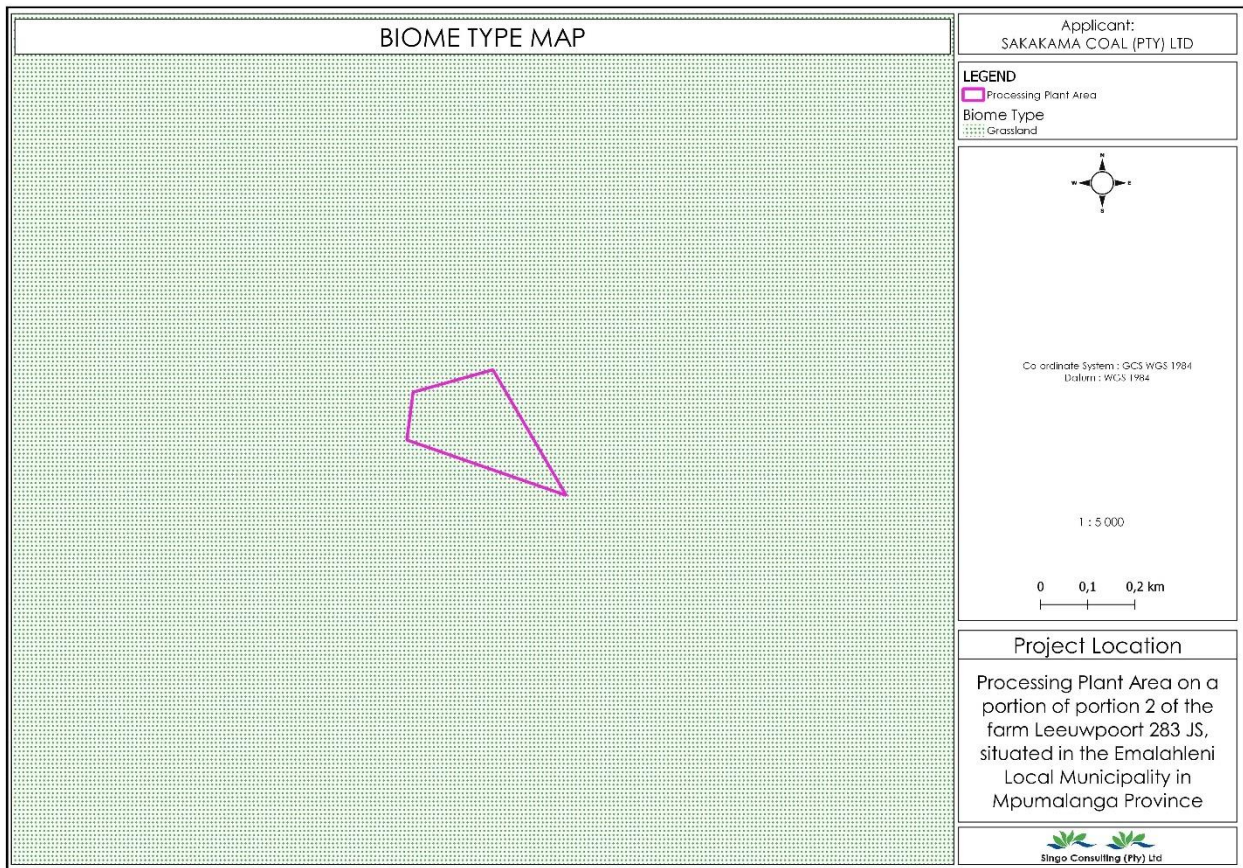 BIOME TYPE MAP
Applicant:
SAKAKAMA COAL (PTY) LTD
LEGEND
Processing Plant Area
Biome Type
Grassland
N
W E
S
Co ordinate System : GCS WGS 1984
Datum : WGS 1984
1 : 5 000
0 0,1 0,2 km
Project Location
Processing Plant Area on a
portion of portion 2 of the
farm Leeuwpoort 283 JS,
situated in the Emalahleni
Local Municipality in
Mpumalanga Province
Singo Consulting (Pty) Ltd